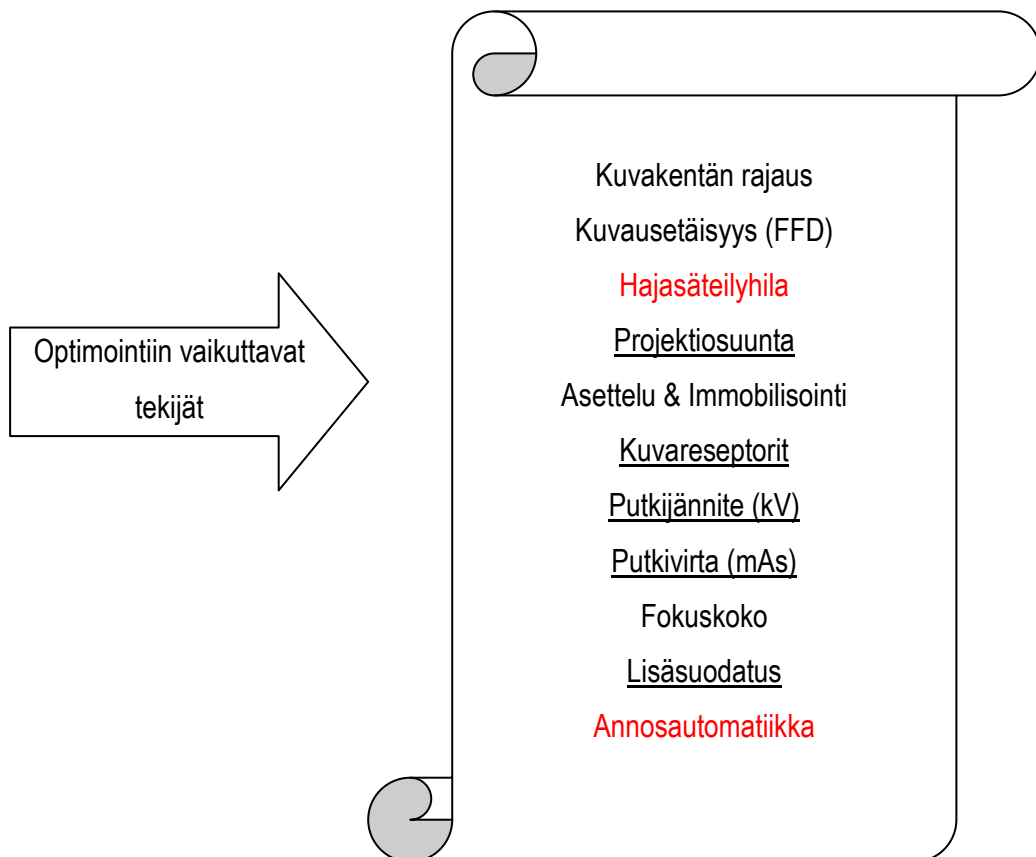 Optimointiin vaikuttavat
tekijät
Kuvakentän rajaus
Kuvausetäisyys (FFD)
Hajasäteilyhila
Projektiosuunta
Asettelu & Immobilisointi
Kuvareseptorit
Putkijännite (kV)
Putkivirta (mAs)
Fokuskoko
Lisäsuodatus
Annosautomatiikka